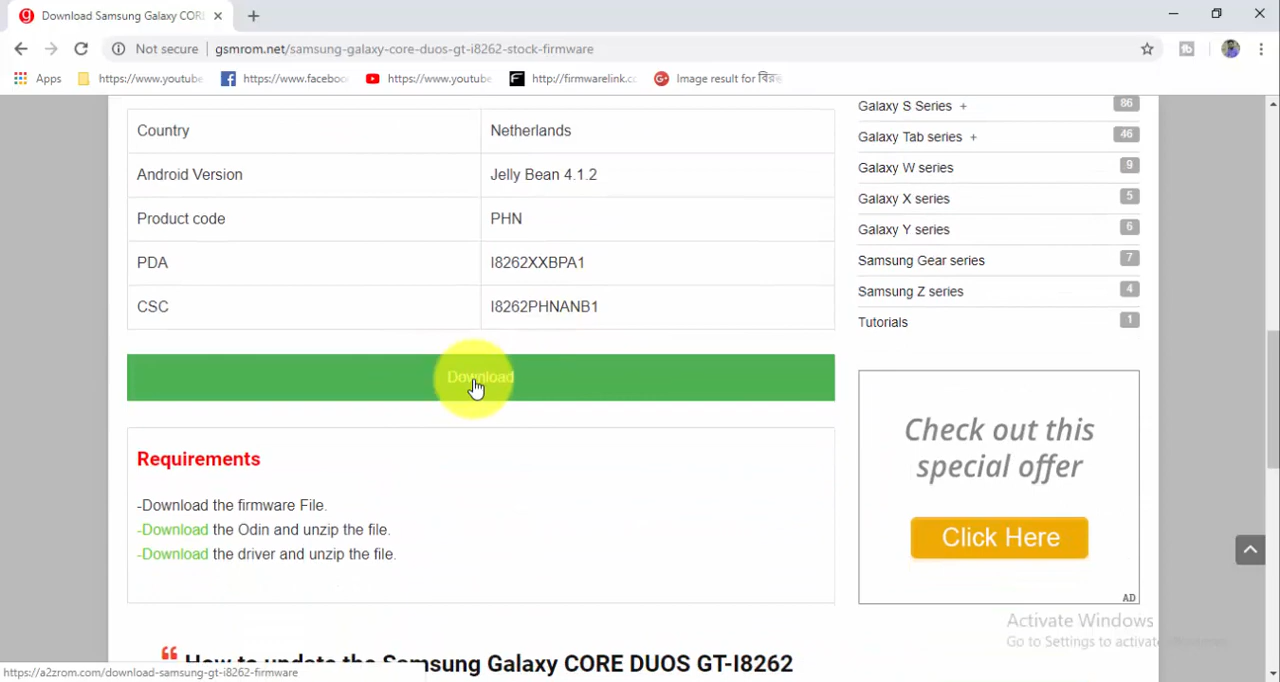 Download Samsung Galaxy COR
Not secure | gsmrom.net/samsung-galaxy-core-duos-gt-i8262-stock-firmware
Apps https://www.youtube https://www.faceboo https://www.youtube http://firmwarelink.c Image result for
Country Netherlands
Android Version Jelly Bean 4.1.2
Product code PHN
PDA I8262XXBPA1
CSC I8262PHNANB1
Download
Requirements
-Download the firmware File.
-Download the Odin and unzip the file.
-Download the driver and unzip the file.
How to update the Samsung Galaxy CORE DUOS GT-I8262
Galaxy S Series + 86
Galaxy Tab series + 46
Galaxy W series 9
Galaxy X series 5
Galaxy Y series 6
Samsung Gear series 7
Samsung Z series 4
Tutorials 1
Check out this
special offer
Click Here
AD
Activate Windows
Go to Settings to activate
https://a2zrom.com/download-samsung-gt-i8262-firmware